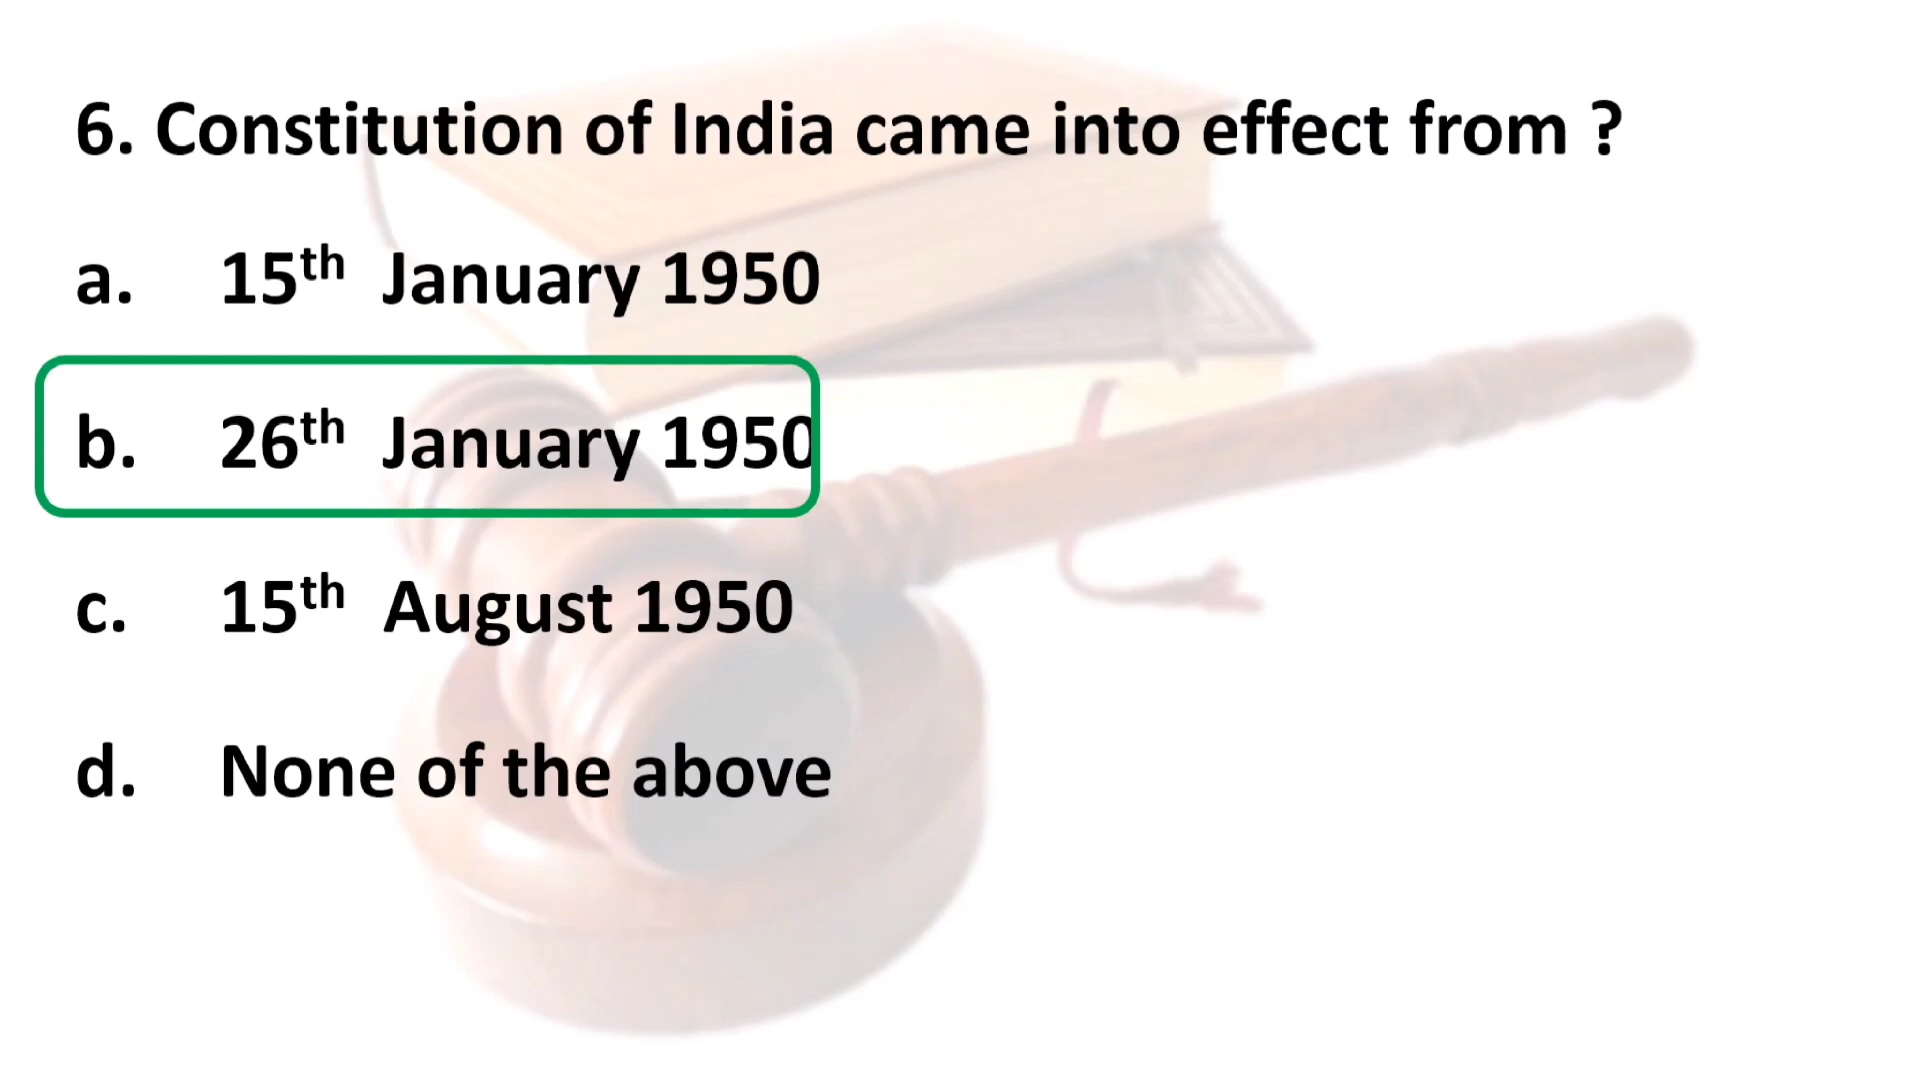 6. Constitution of India came into effect from ?
a. 15th January 1950
b. 26th January 1950
c. 15th August 1950
d. None of the above